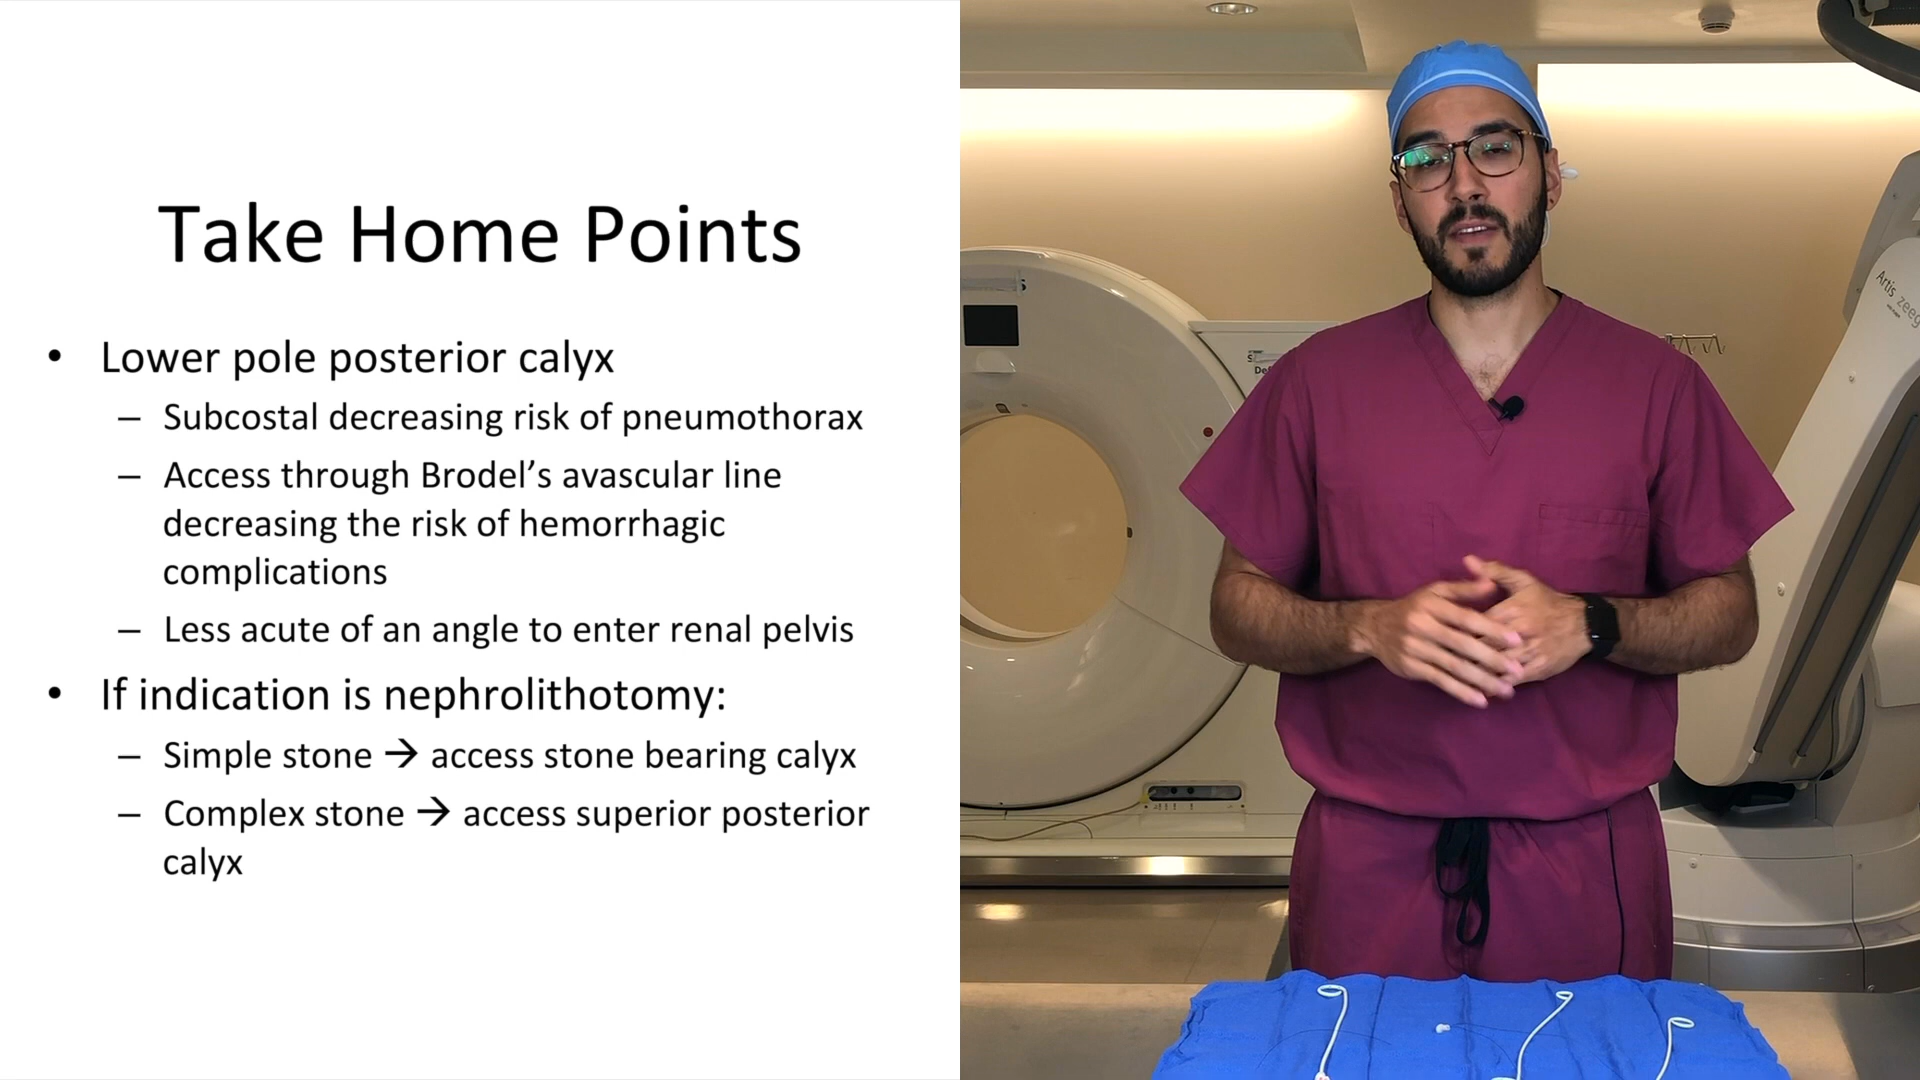 Take Home Points
• Lower pole posterior calyx
– Subcostal decreasing risk of pneumothorax
– Access through Brodel’s avascular line
decreasing the risk of hemorrhagic
complications
– Less acute of an angle to enter renal pelvis
• If indication is nephrolithotomy:
– Simple stone → access stone bearing calyx
– Complex stone → access superior posterior
calyx
Artis zeego